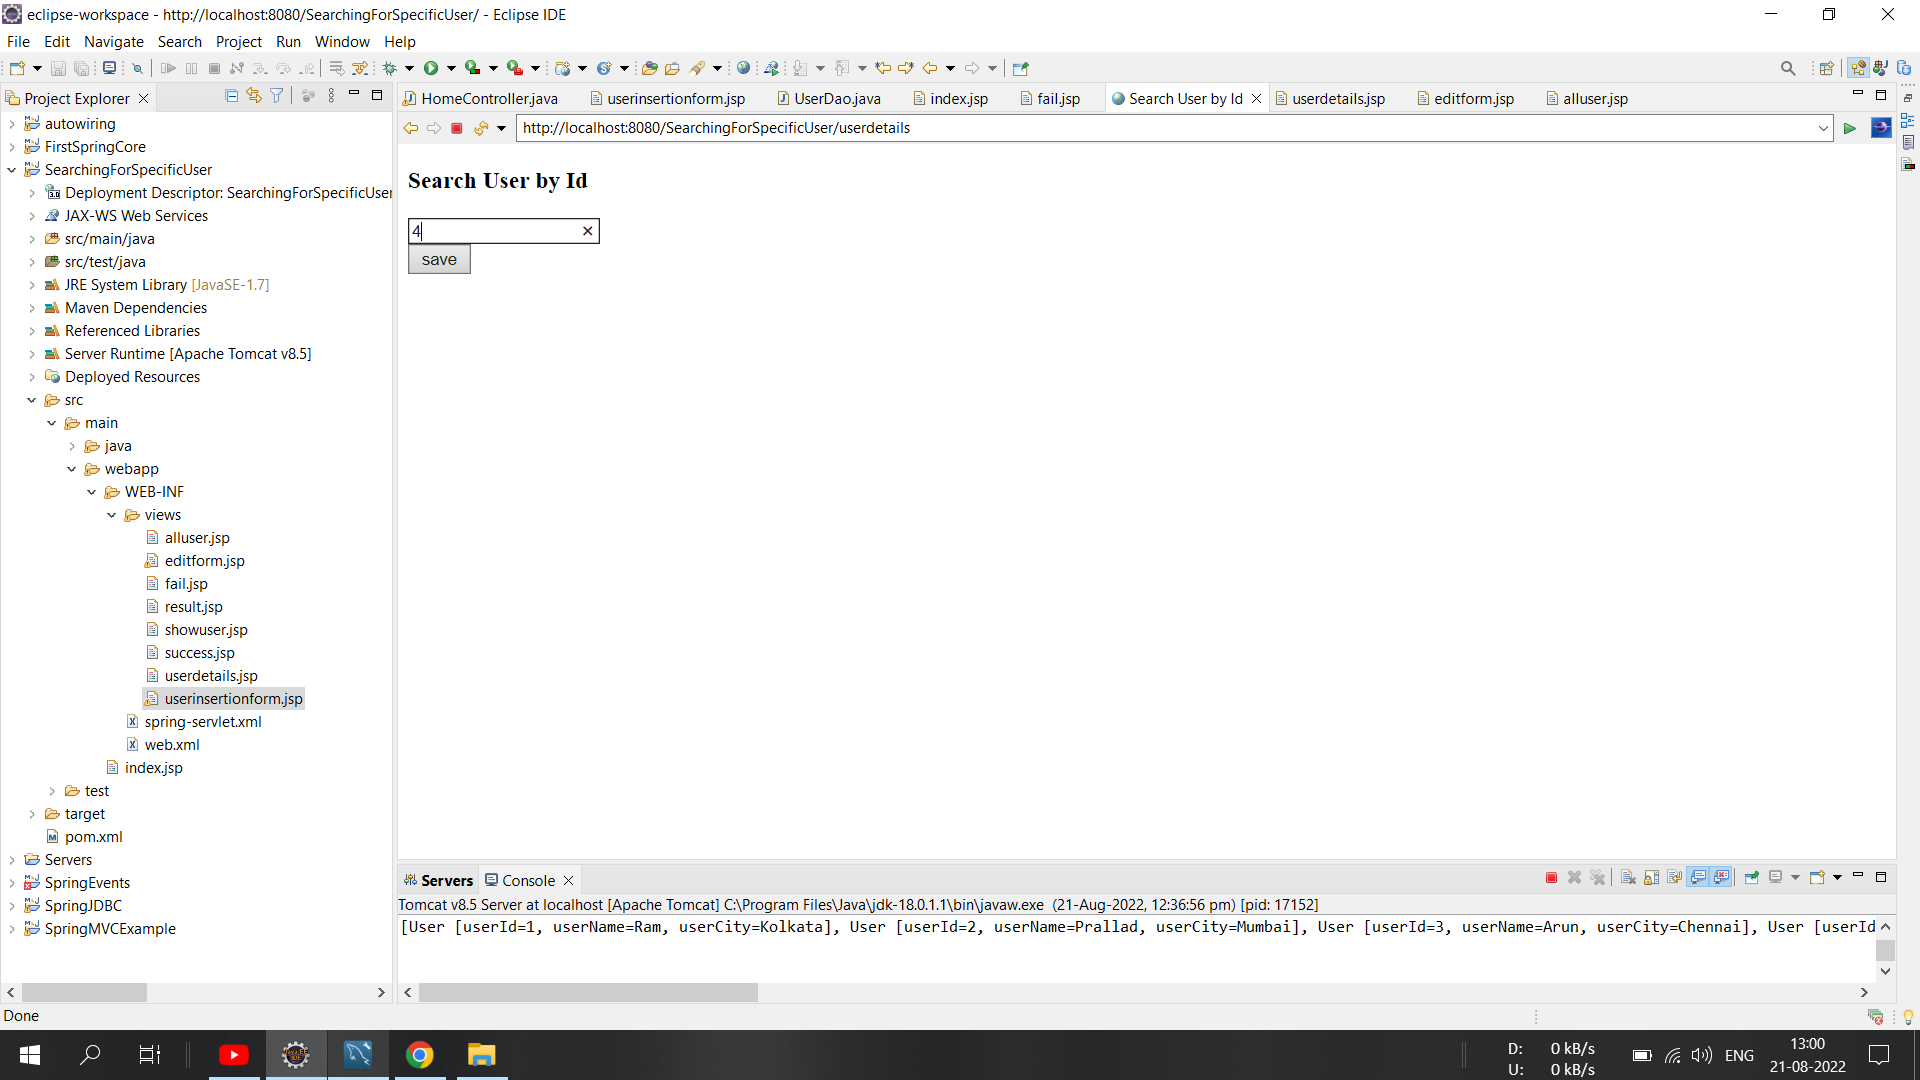 eclipse-workspace - http://localhost:8080/SearchingForSpecificUser/ - Eclipse IDE
File Edit Navigate Search Project Run Window Help
Project Explorer
HomeController.java userinsertionform.jsp UserDao.java index.jsp fail.jsp Search User by Id userdetails.jsp editform.jsp alluser.jsp
http://localhost:8080/SearchingForSpecificUser/userdetails
autowiring
FirstSpringCore
SearchingForSpecificUser
Deployment Descriptor: SearchingForSpecificUser
JAX-WS Web Services
src/main/java
src/test/java
JRE System Library [JavaSE-1.7]
Maven Dependencies
Referenced Libraries
Server Runtime [Apache Tomcat v8.5]
Deployed Resources
src
main
java
webapp
WEB-INF
views
alluser.jsp
editform.jsp
fail.jsp
result.jsp
showuser.jsp
success.jsp
userdetails.jsp
userinsertionform.jsp
spring-servlet.xml
web.xml
index.jsp
test
target
pom.xml
Servers
SpringEvents
SpringJDBC
SpringMVCExample
Search User by Id
4
save
Servers Console
Tomcat v8.5 Server at localhost [Apache Tomcat] C:\Program Files\Java\jdk-18.0.1.1\bin\javaw.exe (21-Aug-2022, 12:36:56 pm) [pid: 17152]
[User [userId=1, userName=Ram, userCity=Kolkata], User [userId=2, userName=Prallad, userCity=Mumbai], User [userId=3, userName=Arun, userCity=Chennai], User [userId
Done
D: 0 kB/s
U: 0 kB/s
ENG
13:00
21-08-2022